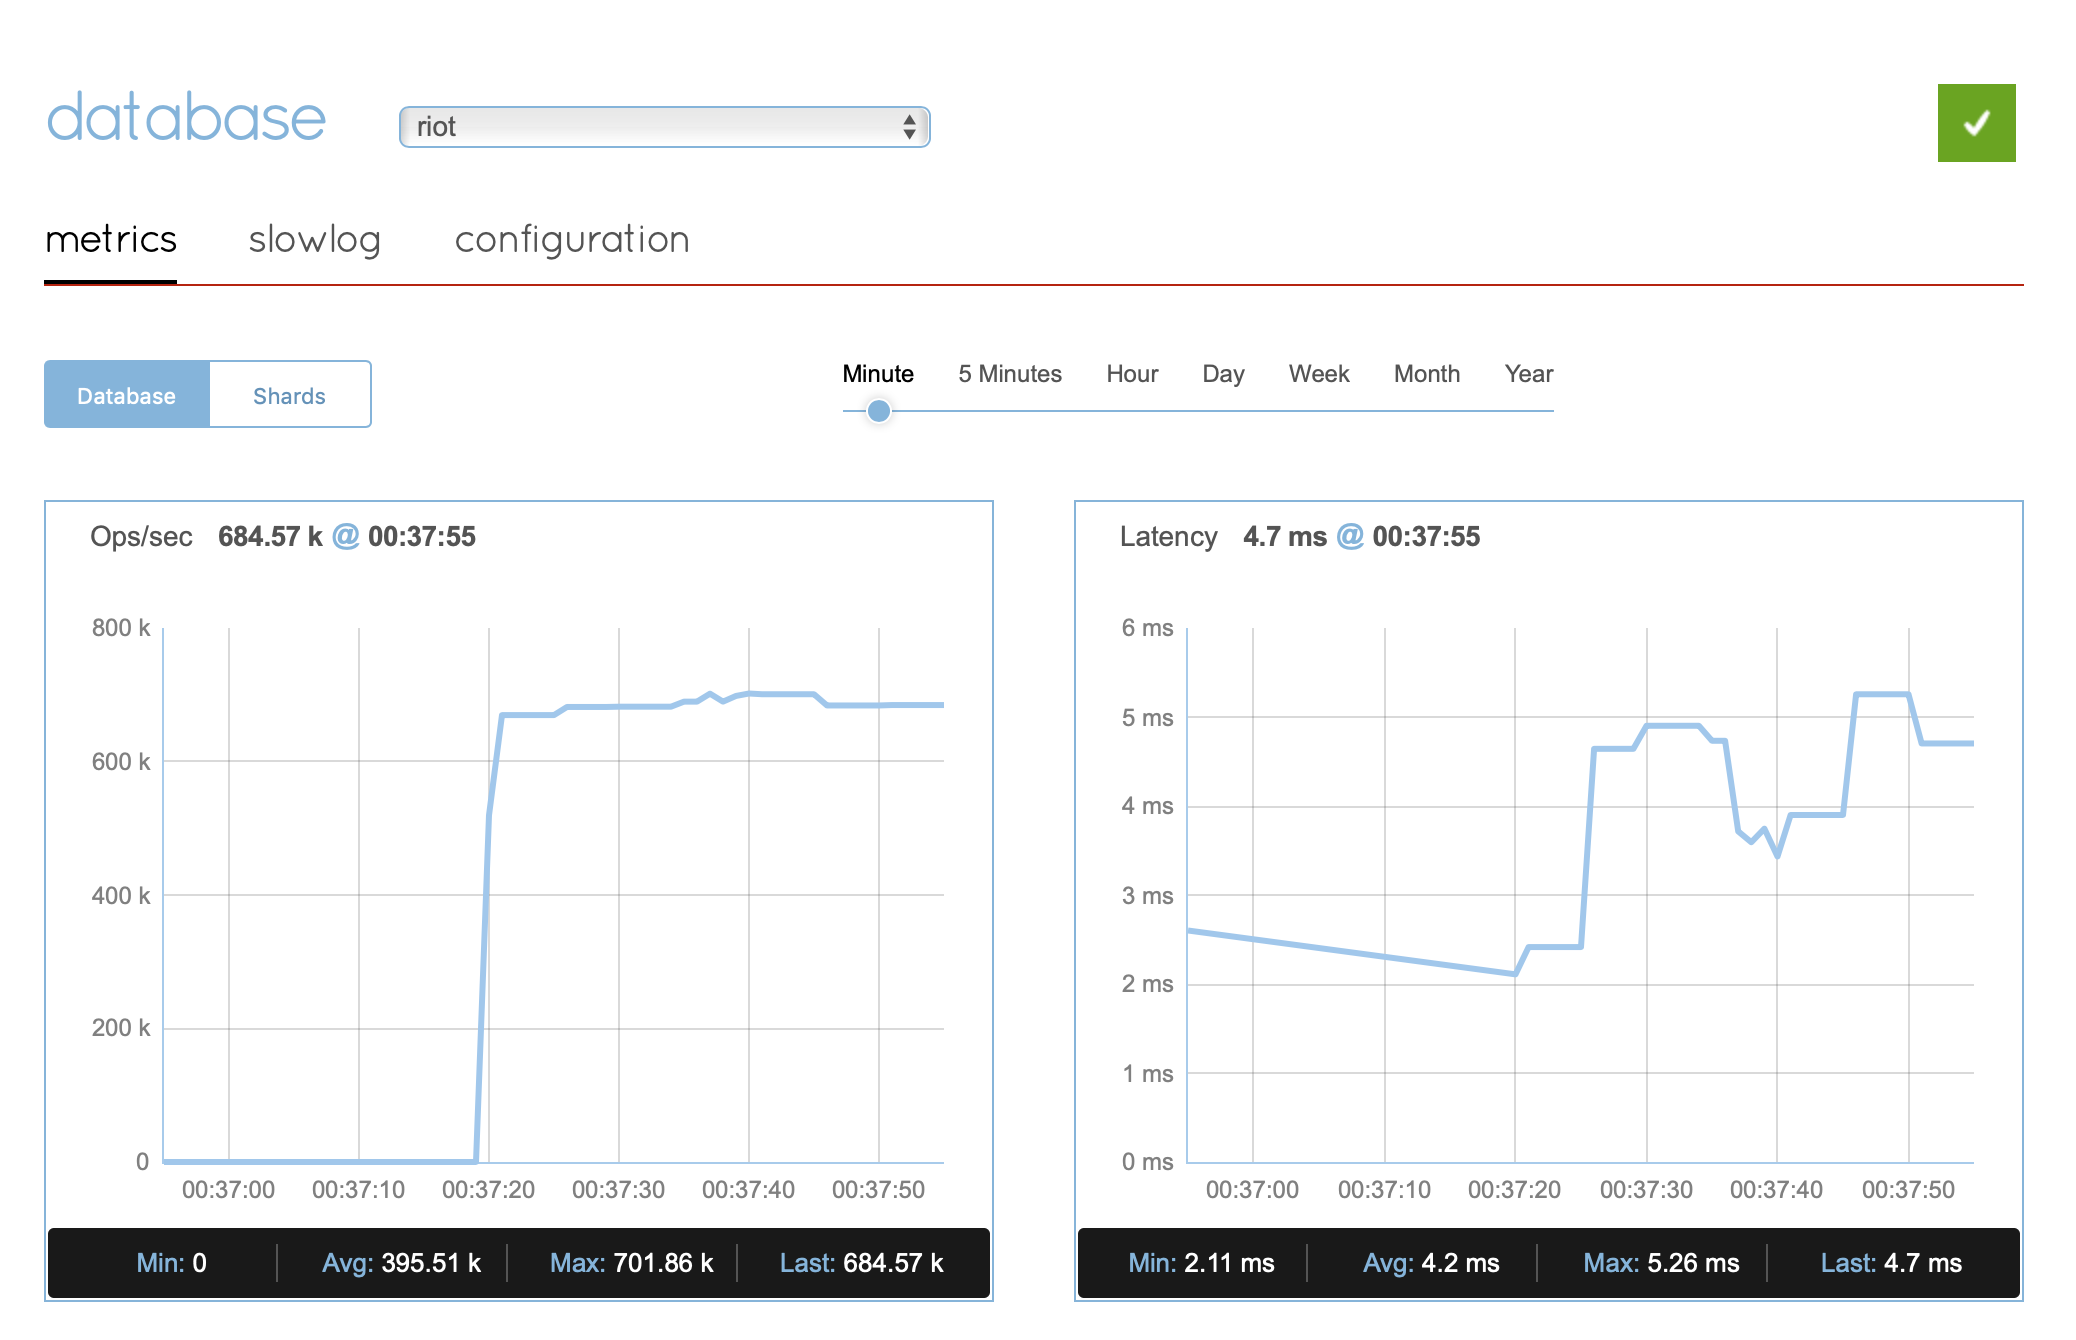 database riot
metrics slowlog configuration
Database Shards
Minute 5 Minutes Hour Day Week Month Year
Ops/sec 684.57 k @ 00:37:55
800 k
600 k
400 k
200 k
0
00:37:00 00:37:10 00:37:20 00:37:30 00:37:40 00:37:50
Min: 0 Avg: 395.51 k Max: 701.86 k Last: 684.57 k
Latency 4.7 ms @ 00:37:55
6 ms
5 ms
4 ms
3 ms
2 ms
1 ms
0 ms
00:37:00 00:37:10 00:37:20 00:37:30 00:37:40 00:37:50
Min: 2.11 ms Avg: 4.2 ms Max: 5.26 ms Last: 4.7 ms